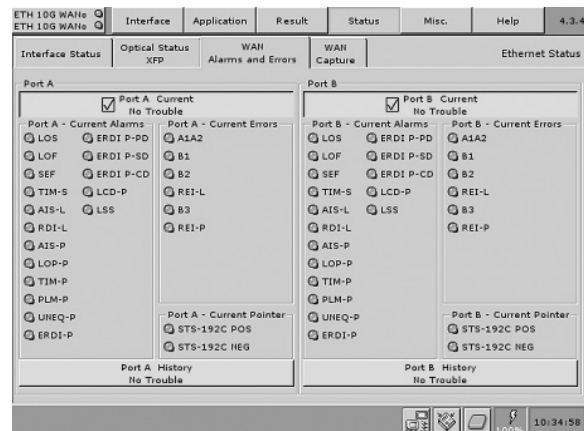 ETH 10G WANo
ETH 10G WANo
Interface
Application
Result
Status
Misc.
Help
4.3.4
Interface Status
Optical Status
XFP
WAN
Alarms and Errors
WAN
Capture
Ethernet Status
Port A
Port A Current
No Trouble
Port A - Current Alarms
LOS
LOF
SEF
TIM-S
AIS-L
RDI-L
AIS-P
LOP-P
TIM-P
PLM-P
UNEQ-P
ERDI-P
ERDI P-PD
ERDI P-SD
ERDI P-CD
LCD-P
LSS
Port A - Current Errors
A1A2
B1
B2
REI-L
B3
REI-P
Port A - Current Pointer
STS-192C POS
STS-192C NEG
Port A History
No Trouble
Port B
Port B Current
No Trouble
Port B - Current Alarms
LOS
LOF
SEF
TIM-S
AIS-L
RDI-L
AIS-P
LOP-P
TIM-P
PLM-P
UNEQ-P
ERDI-P
ERDI P-PD
ERDI P-SD
ERDI P-CD
LCD-P
LSS
Port B - Current Errors
A1A2
B1
B2
REI-L
B3
REI-P
Port B - Current Pointer
STS-192C POS
STS-192C NEG
Port B History
No Trouble
100%
10:34:58